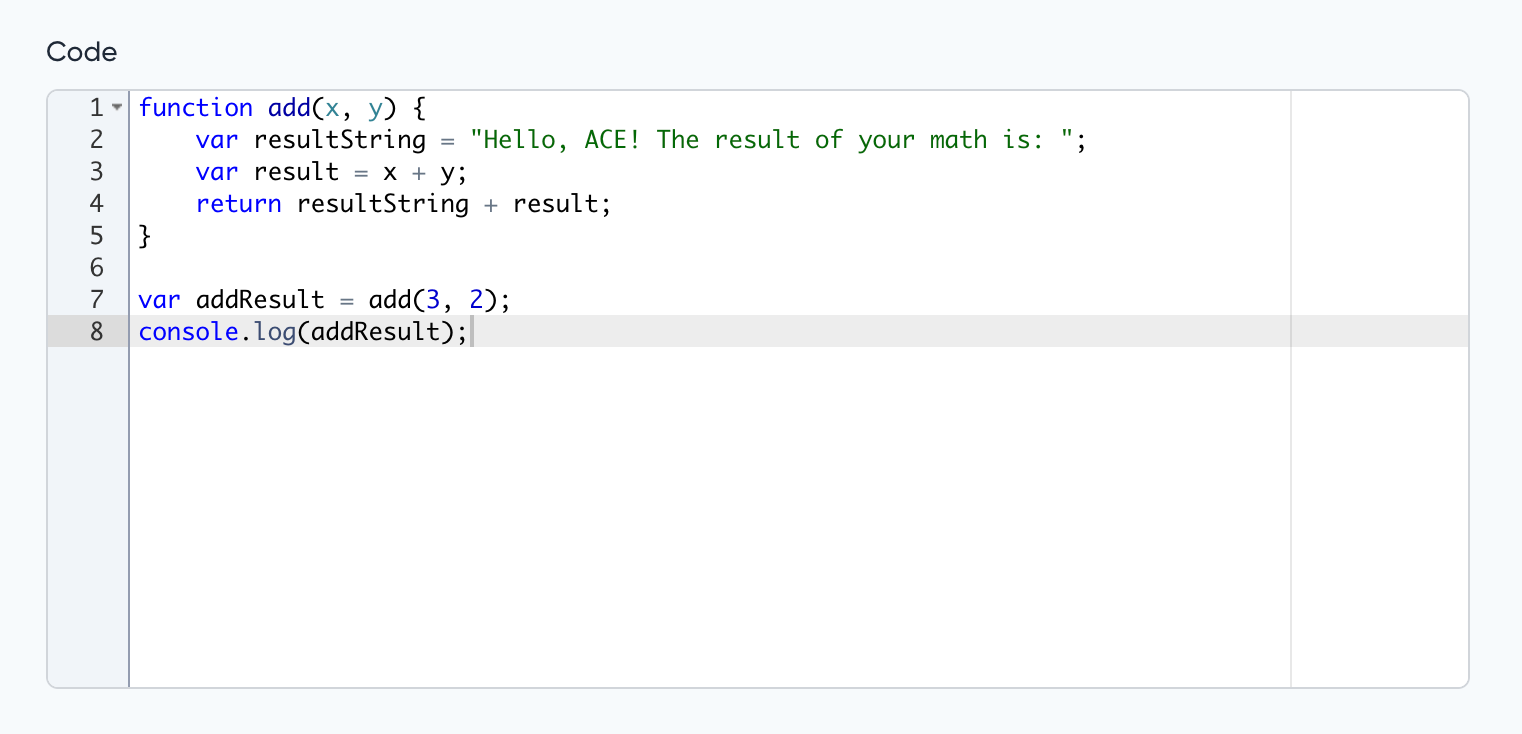 Code
1 function add(x, y) {
2     var resultString = "Hello, ACE! The result of your math is: ";
3     var result = x + y;
4     return resultString + result;
5 }
6
7 var addResult = add(3, 2);
8 console.log(addResult);